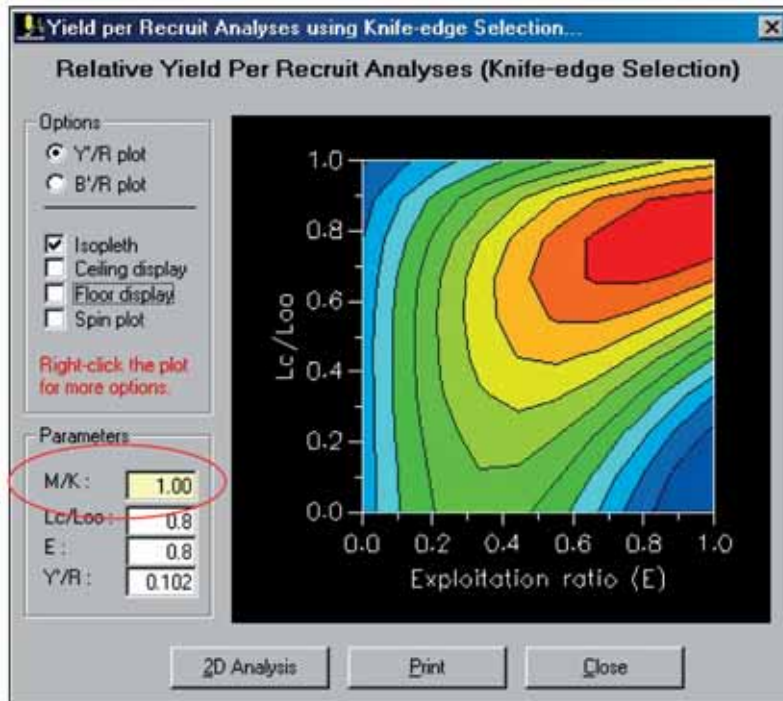 Yield per Recruit Analyses using Knife-edge Selection...
Relative Yield Per Recruit Analyses (Knife-edge Selection)
Options
Y'/R plot
B'/R plot
Isopleth
Ceiling display
Floor display
Spin plot
Right-click the plot
for more options.
Parameters
M/K : 1.00
Lc/Loo : 0.8
E : 0.8
Y'/R : 0.102
1.0
0.8
0.6
0.4
0.2
0.0
Lc/Loo
0.0 0.2 0.4 0.6 0.8 1.0
Exploitation ratio (E)
2D Analysis Print Close